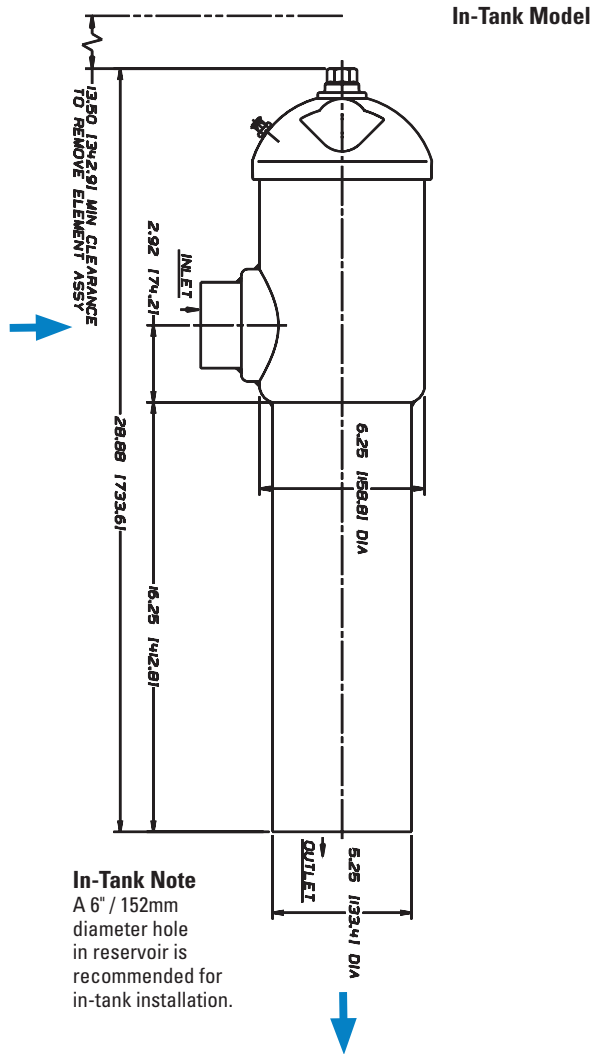 In-Tank Model
13.50 [342.9] MIN CLEARANCE
TO REMOVE ELEMENT ASSY
2.92 [74.2]
INLET
28.88 [733.6]
6.25 [158.8] DIA
16.25 [412.8]
OUTLET
5.25 [133.4] DIA
In-Tank Note
A 6" / 152mm
diameter hole
in reservoir is
recommended for
in-tank installation.